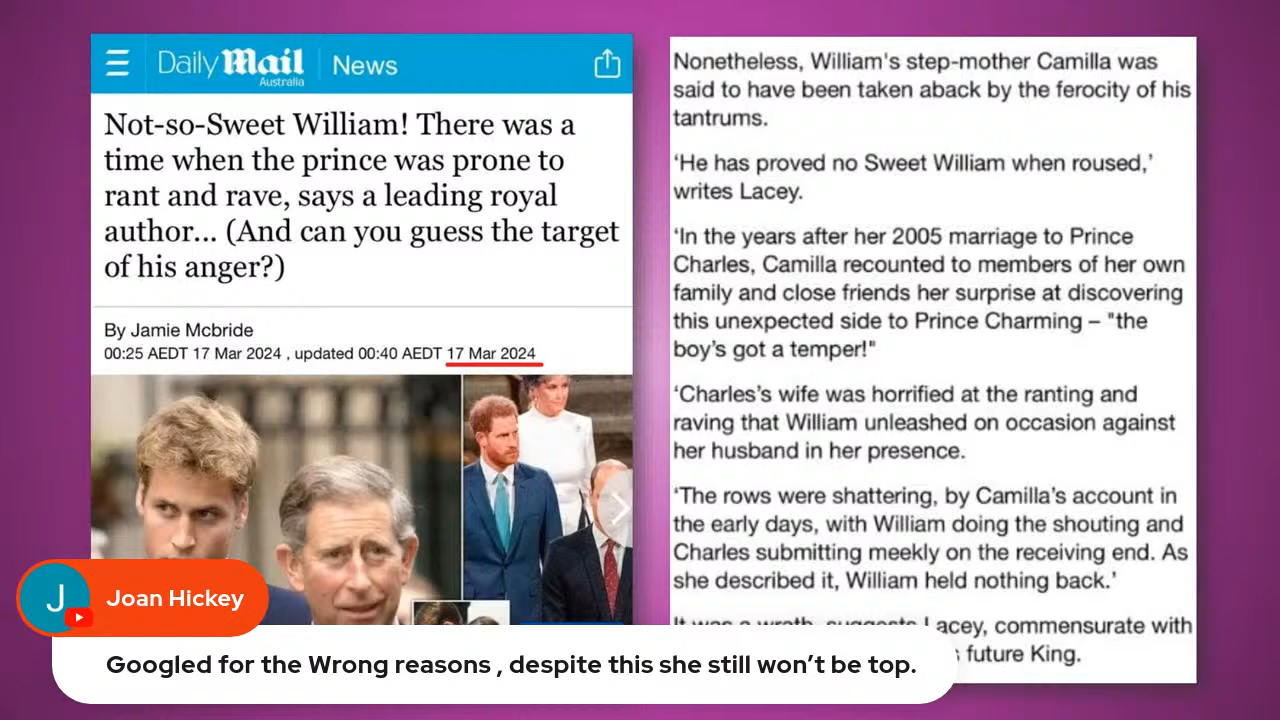 Daily Mail
Australia
News
Not-so-Sweet William! There was a
time when the prince was prone to
rant and rave, says a leading royal
author... (And can you guess the target
of his anger?)
By Jamie Mcbride
00:25 AEDT 17 Mar 2024 , updated 00:40 AEDT 17 Mar 2024
Nonetheless, William's step-mother Camilla was
said to have been taken aback by the ferocity of his
tantrums.
‘He has proved no Sweet William when roused,’
writes Lacey.
‘In the years after her 2005 marriage to Prince
Charles, Camilla recounted to members of her own
family and close friends her surprise at discovering
this unexpected side to Prince Charming – "the
boy’s got a temper!"
‘Charles’s wife was horrified at the ranting and
raving that William unleashed on occasion against
her husband in her presence.
‘The rows were shattering, by Camilla’s account in
the early days, with William doing the shouting and
Charles submitting meekly on the receiving end. As
she described it, William held nothing back.’
It was a wrath, suggests Lacey, commensurate with
future King.
J
Joan Hickey
Googled for the Wrong reasons , despite this she still won’t be top.